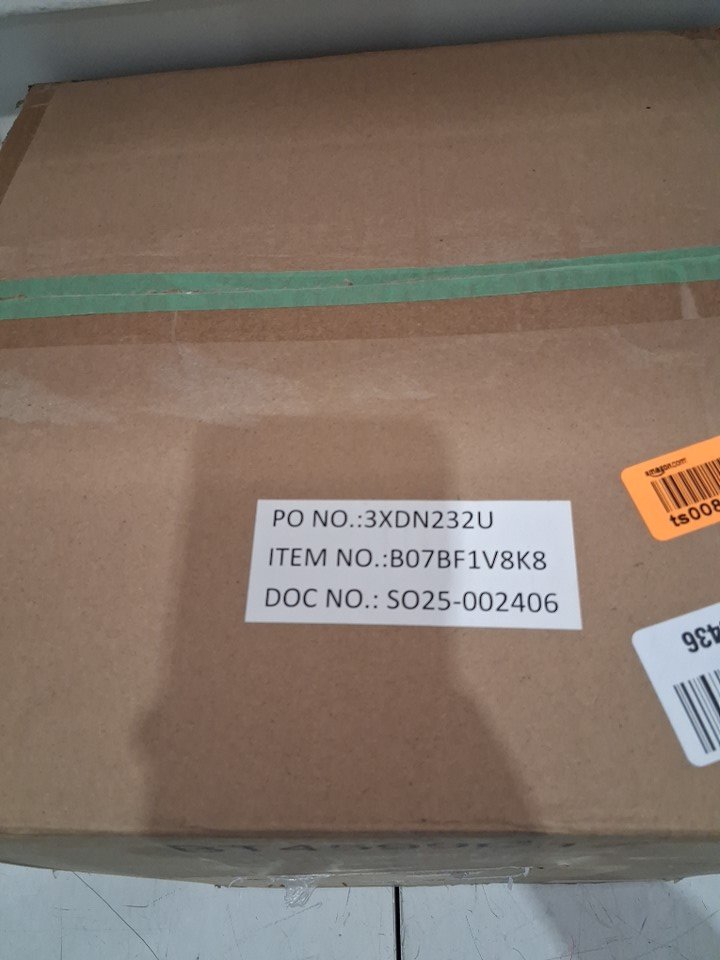 amazon.com
ts008
PO NO.:3XDN232U
ITEM NO.:B07BF1V8K8
DOC NO.: SO25-002406
436